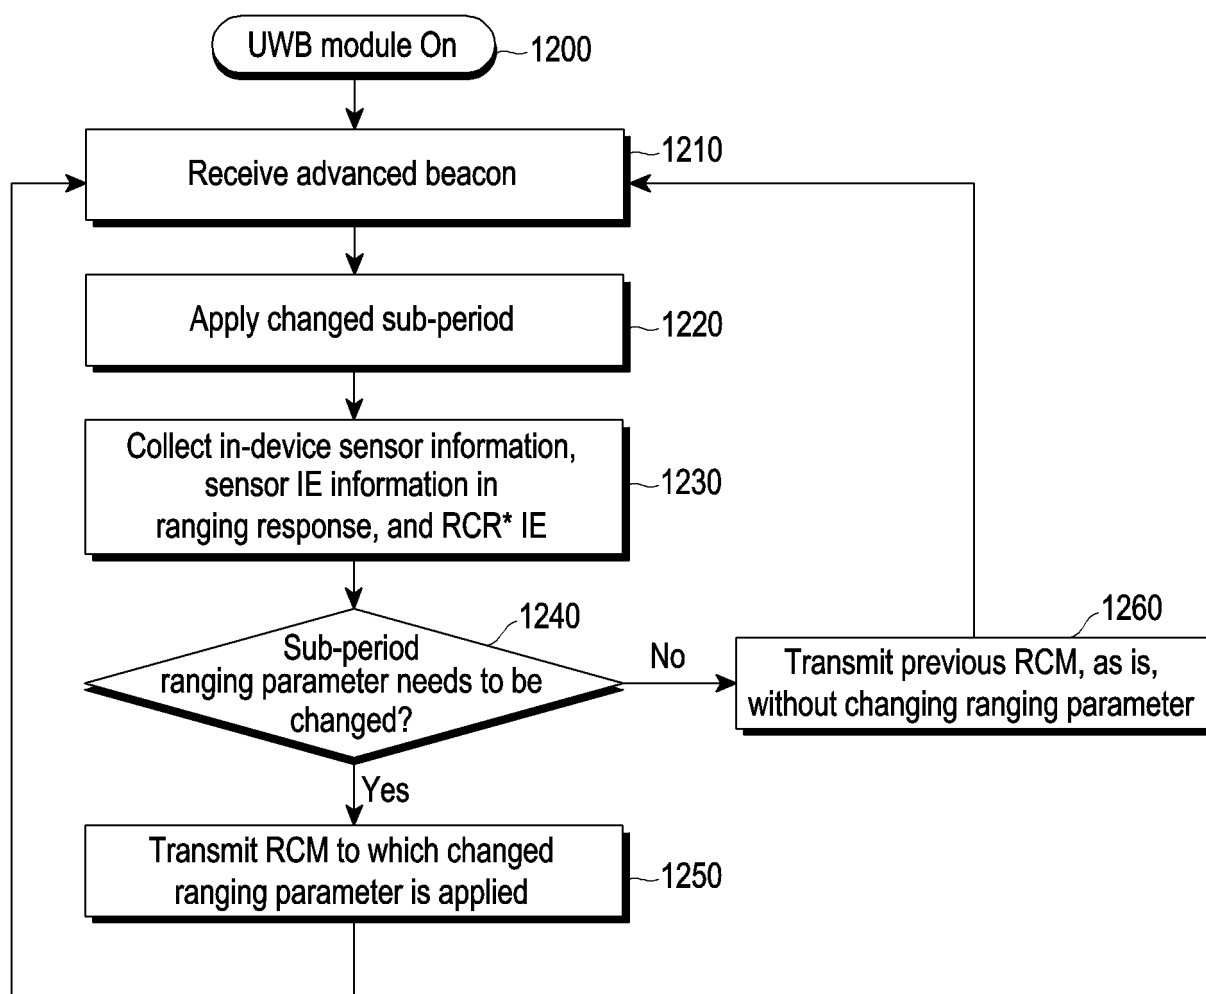 UWB module On
1200
Receive advanced beacon
1210
Apply changed sub-period
1220
Collect in-device sensor information,
sensor IE information in
ranging response, and RCR* IE
1230
Sub-period
ranging parameter needs to be
changed?
1240
No
Transmit previous RCM, as is,
without changing ranging parameter
1260
Yes
Transmit RCM to which changed
ranging parameter is applied
1250